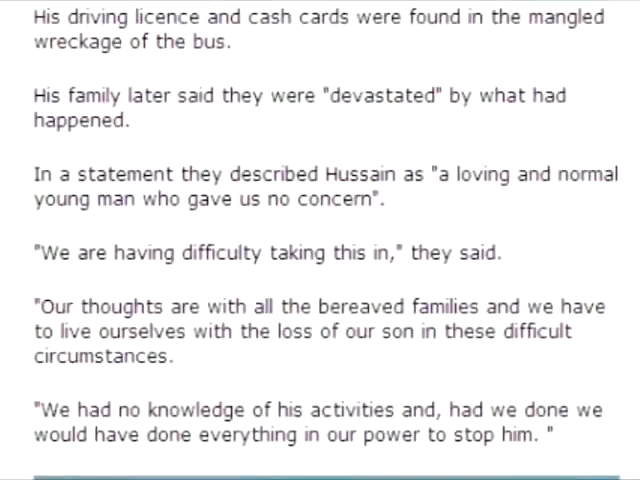 His driving licence and cash cards were found in the mangled
wreckage of the bus.
His family later said they were "devastated" by what had
happened.
In a statement they described Hussain as "a loving and normal
young man who gave us no concern".
"We are having difficulty taking this in," they said.
"Our thoughts are with all the bereaved families and we have
to live ourselves with the loss of our son in these difficult
circumstances.
"We had no knowledge of his activities and, had we done we
would have done everything in our power to stop him. "